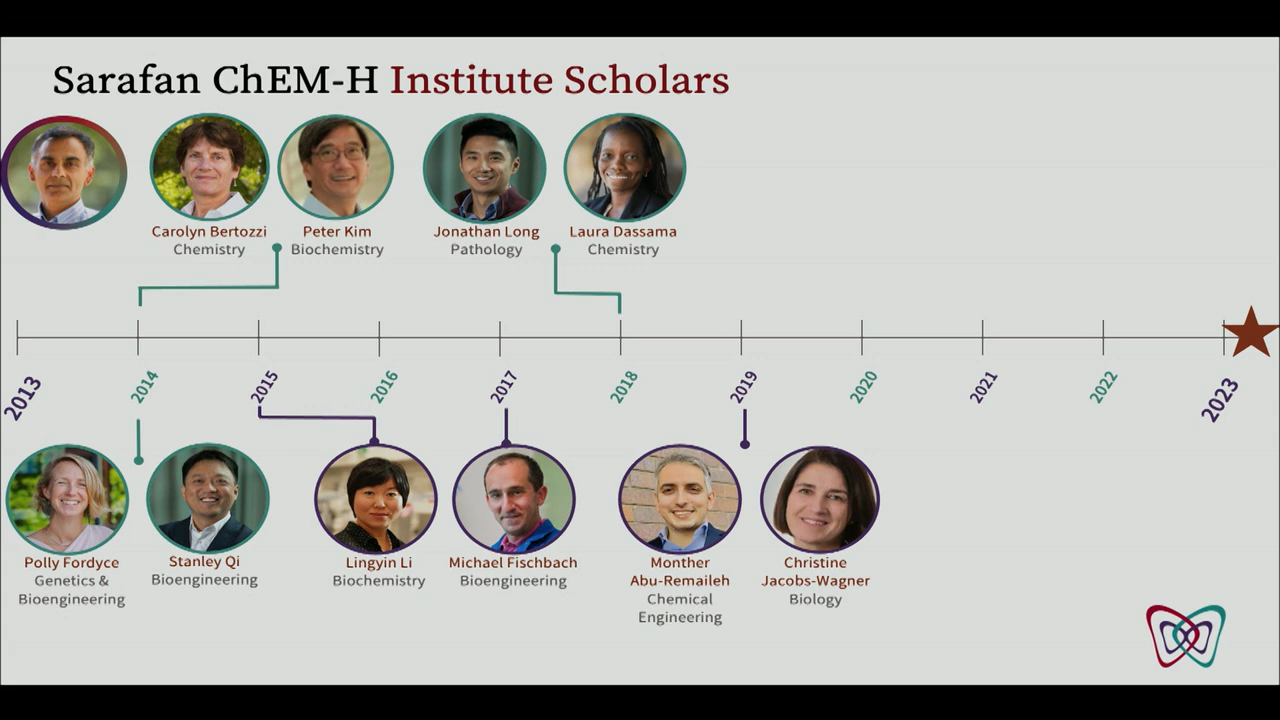 Sarafan ChEM-H Institute Scholars
Carolyn Bertozzi
Chemistry
Peter Kim
Biochemistry
Jonathan Long
Pathology
Laura Dassama
Chemistry
2013
2014
2015
2016
2017
2018
2019
2020
2021
2022
2023
Polly Fordyce
Genetics &
Bioengineering
Stanley Qi
Bioengineering
Lingyin Li
Biochemistry
Michael Fischbach
Bioengineering
Monther
Abu-Remaileh
Chemical
Engineering
Christine
Jacobs-Wagner
Biology